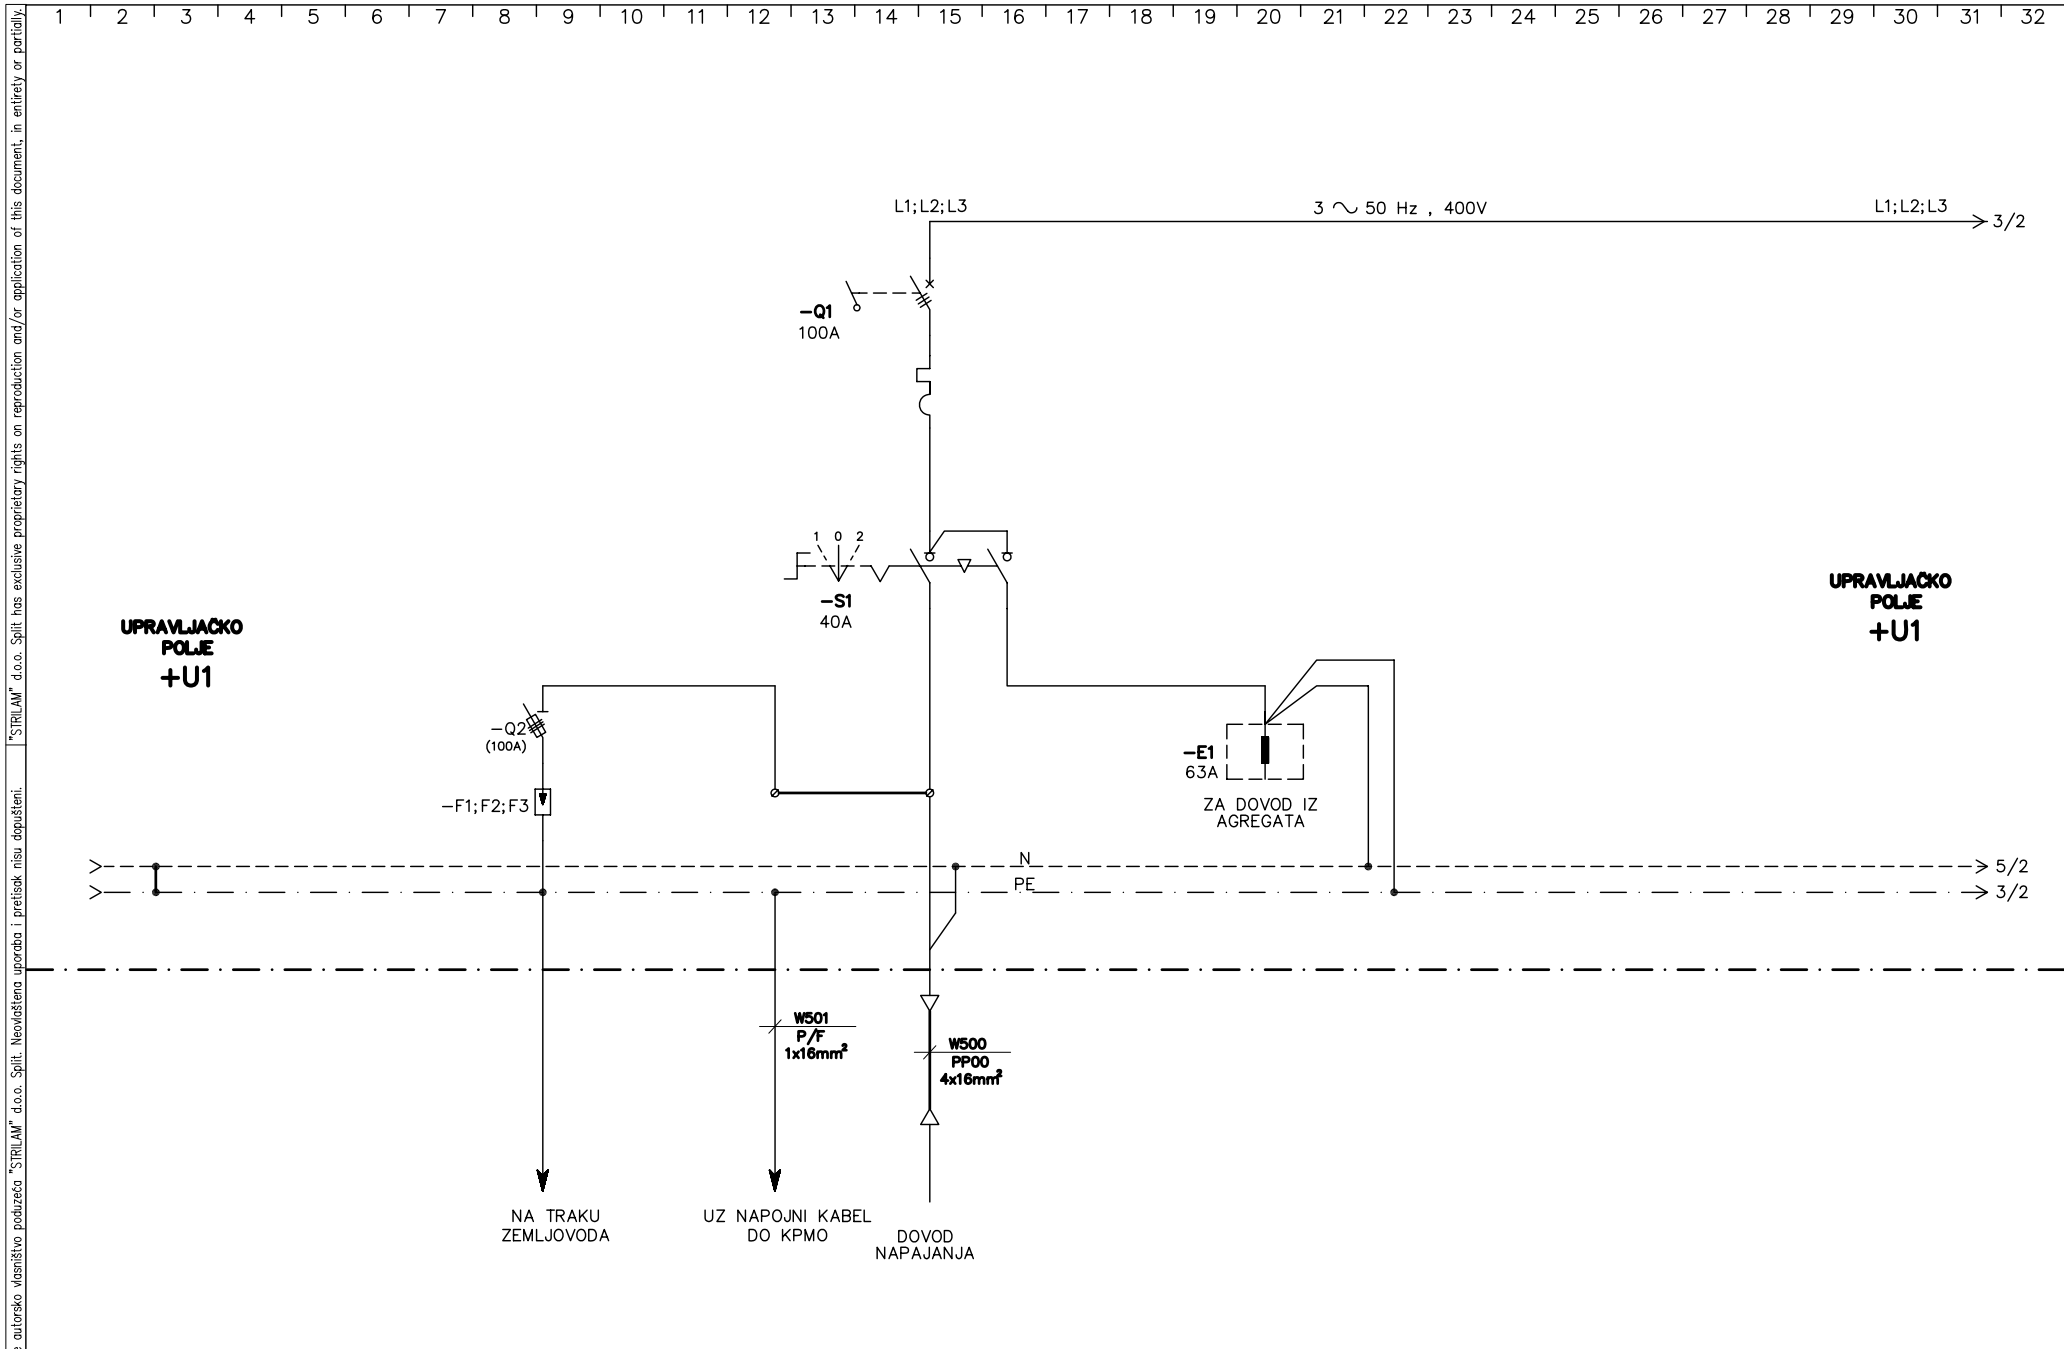 1 2 3 4 5 6 7 8 9 10 11 12 13 14 15 16 17 18 19 20 21 22 23 24 25 26 27 28 29 30 31 32
L1;L2;L3
3 ~ 50 Hz , 400V
L1;L2;L3
3/2
-Q1
100A
1 0 2
-S1
40A
UPRAVLJAČKO
POLJE
+U1
UPRAVLJAČKO
POLJE
+U1
-Q2
(100A)
-F1;F2;F3
-E1
63A
ZA DOVOD IZ
AGREGATA
N
5/2
PE
3/2
W501
P/F
1x16mm²
W500
PP00
4x16mm²
NA TRAKU
ZEMLJOVODA
UZ NAPOJNI KABEL
DO KPMO
DOVOD
NAPAJANJA
"STRILAM" d.o.o. Split has exclusive proprietary rights on reproduction and/or application of this document, in entirety or partially.
autorsko vlasništvo poduzeća "STRILAM" d.o.o. Split. Neovlaštena uporaba i pretisak nisu dopušteni.